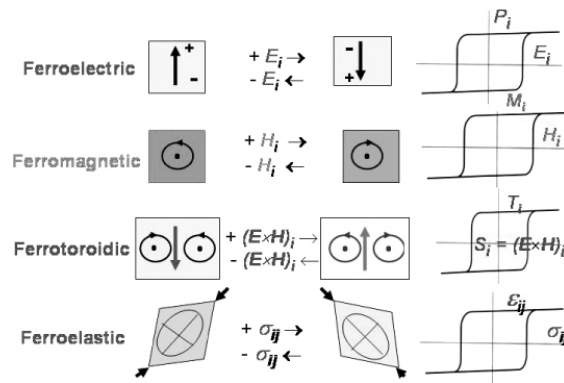 P_i
Ferroelectric + - + E_i → - + E_i
- E_i ←
M_i
Ferromagnetic + H_i → H_i
- H_i ←
T_i
Ferrotoroidic + (E×H)_i → S_i = (E×H)_i
- (E×H)_i ←
ε_ij
Ferroelastic + σ_ij → σ_ij
- σ_ij ←